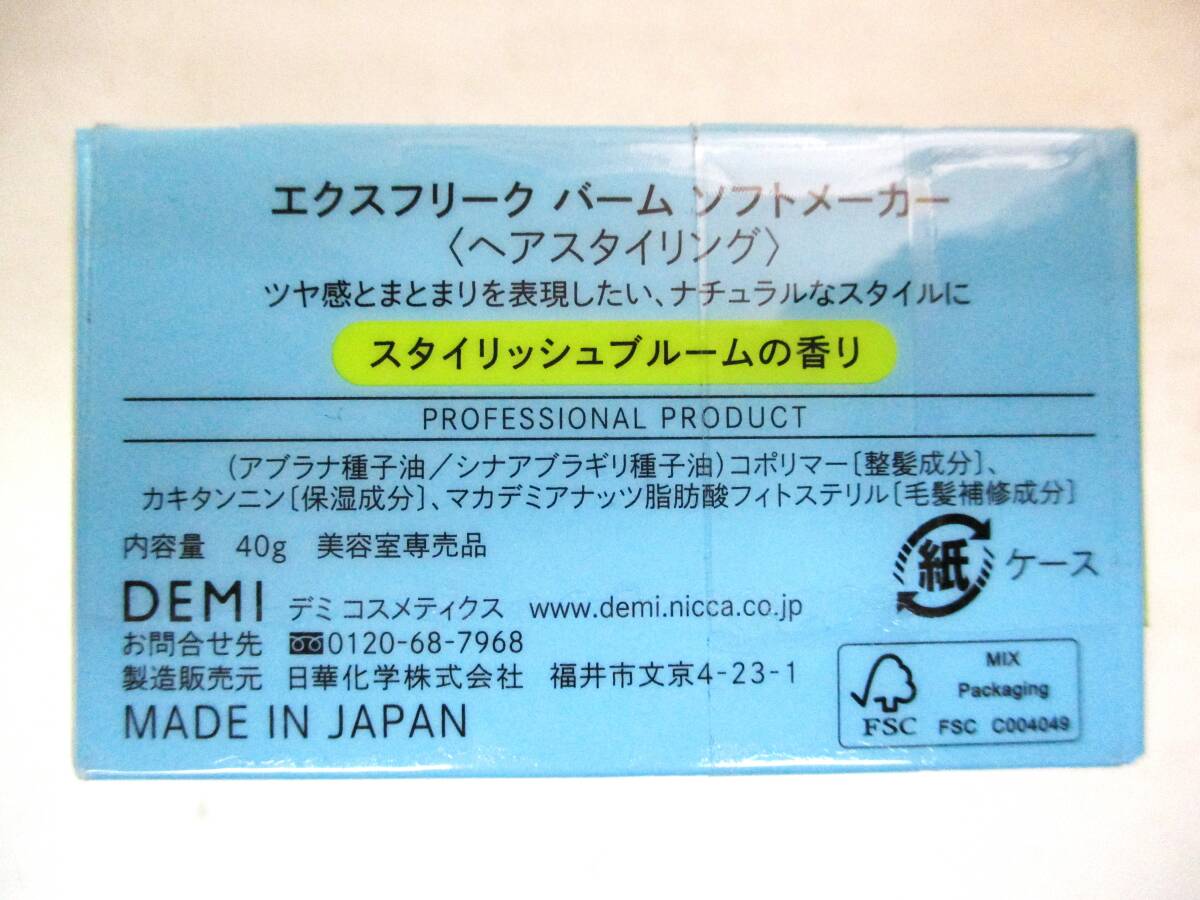 エクスフリーク バーム ソフトメーカー
〈ヘアスタイリング〉
ツヤ感とまとまりを表現したい、ナチュラルなスタイルに
スタイリッシュブルームの香り
PROFESSIONAL PRODUCT
(アブラナ種子油／シナアブラギリ種子油)コポリマー[整髪成分]、
カキタンニン[保湿成分]、マカデミアナッツ脂肪酸フィトステリル[毛髪補修成分]
内容量 40g 美容室専売品
紙 ケース
DEMI デミ コスメティクス www.demi.nicca.co.jp
お問合せ先 0120-68-7968
製造販売元 日華化学株式会社 福井市文京4-23-1
MADE IN JAPAN
FSC
MIX
Packaging
FSC C004049